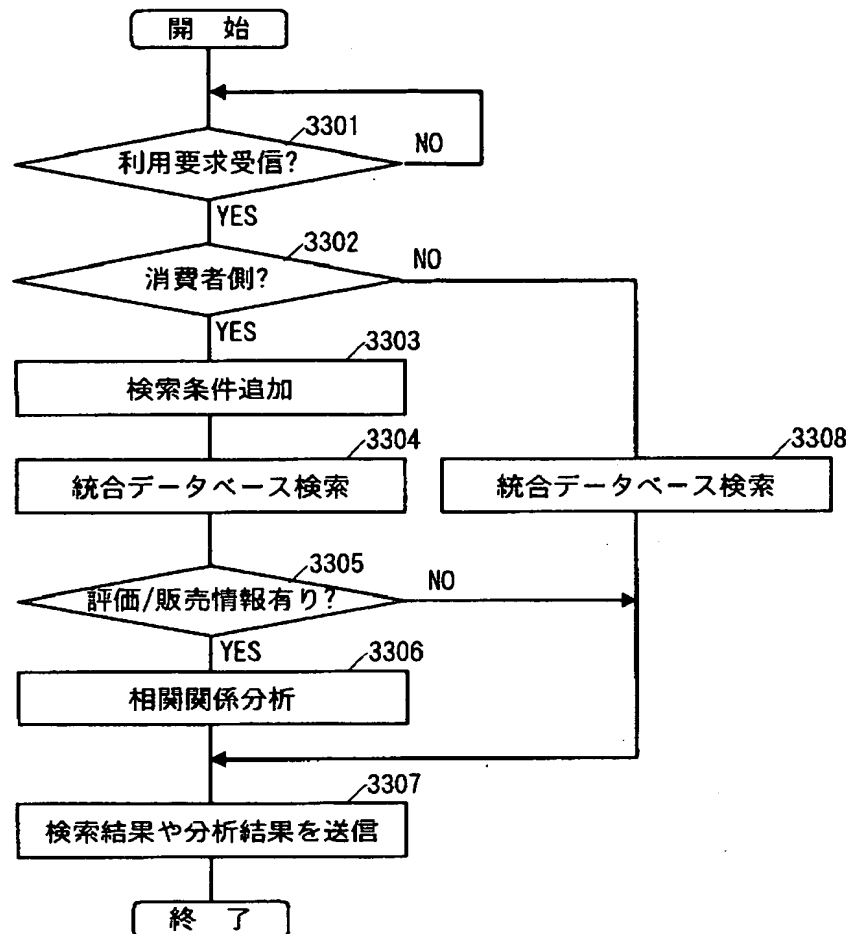 開 始
3301
利用要求受信?
NO
YES
3302
消費者側?
NO
YES
3303
検索条件追加
3304
統合データベース検索
3308
統合データベース検索
3305
評価/販売情報有り?
NO
YES
3306
相関関係分析
3307
検索結果や分析結果を送信
終 了